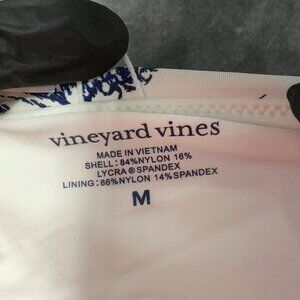 vineyard vines
MADE IN VIETNAM
SHELL: 84%NYLON 16%
LYCRA®SPANDEX
LINING: 86%NYLON 14%SPANDEX
M